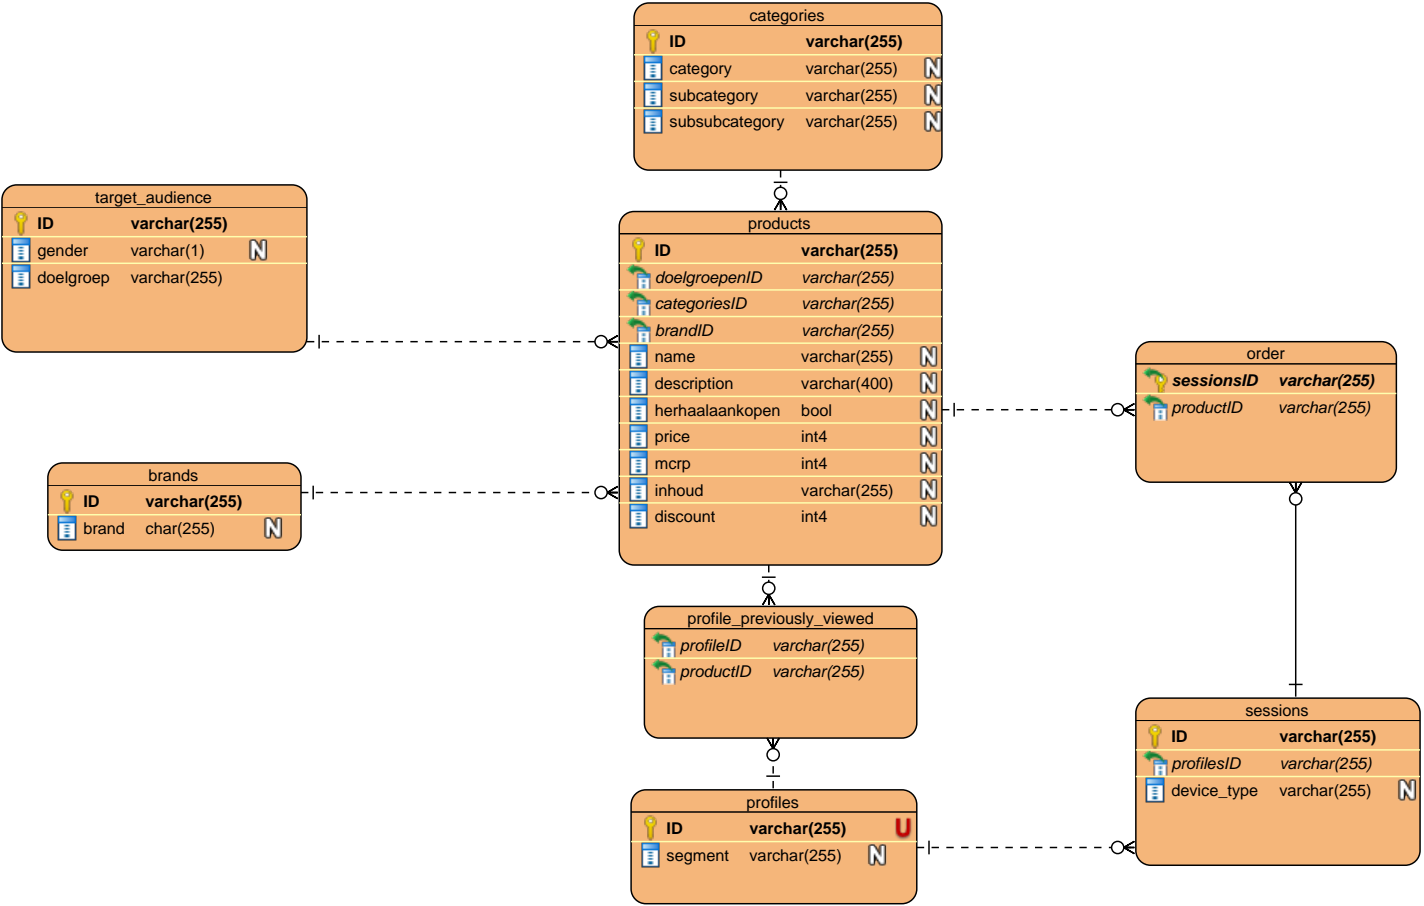 categories
ID varchar(255)
category varchar(255) N
subcategory varchar(255) N
subsubcategory varchar(255) N
target_audience
ID varchar(255)
gender varchar(1) N
doelgroep varchar(255)
products
ID varchar(255)
doelgroepenID varchar(255)
categoriesID varchar(255)
brandID varchar(255)
name varchar(255) N
description varchar(400) N
herhaalaankopen bool N
price int4 N
mcrp int4 N
inhoud varchar(255) N
discount int4 N
order
sessionsID varchar(255)
productID varchar(255)
brands
ID varchar(255)
brand char(255) N
profile_previously_viewed
profileID varchar(255)
productID varchar(255)
sessions
ID varchar(255)
profilesID varchar(255)
device_type varchar(255) N
profiles
ID varchar(255) U
segment varchar(255) N